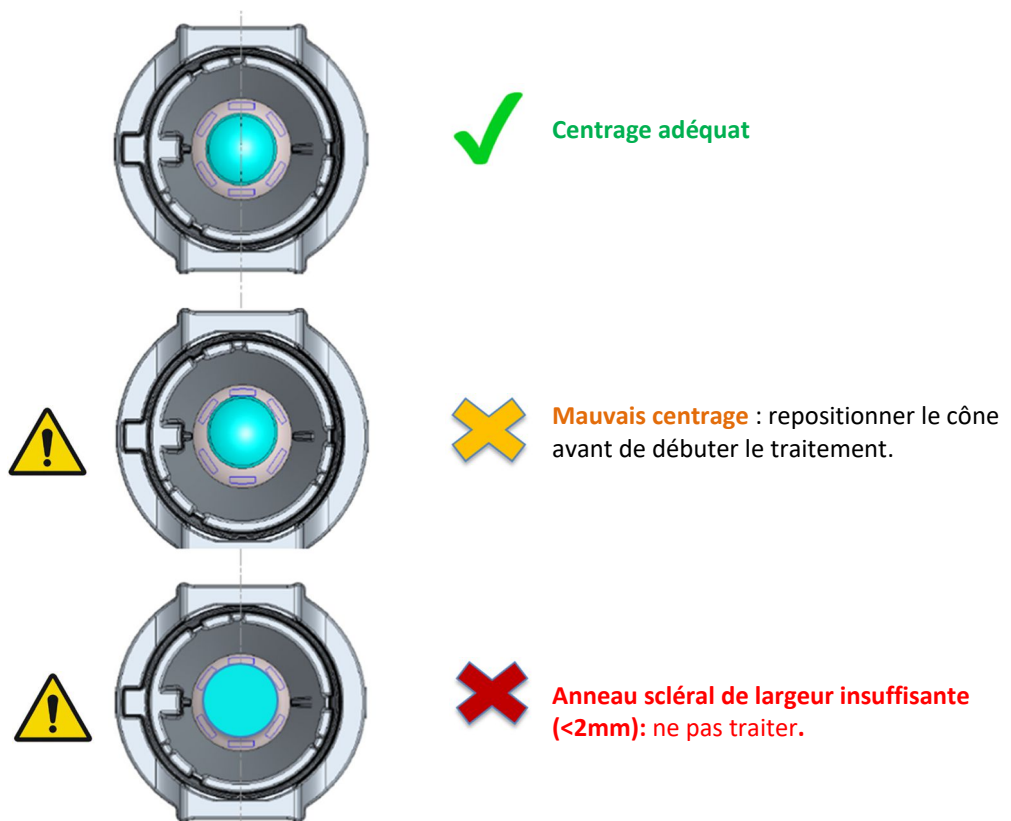 Centrage adéquat
Mauvais centrage : repositionner le cône
avant de débuter le traitement.
Anneau scléral de largeur insuffisante
(<2mm): ne pas traiter.